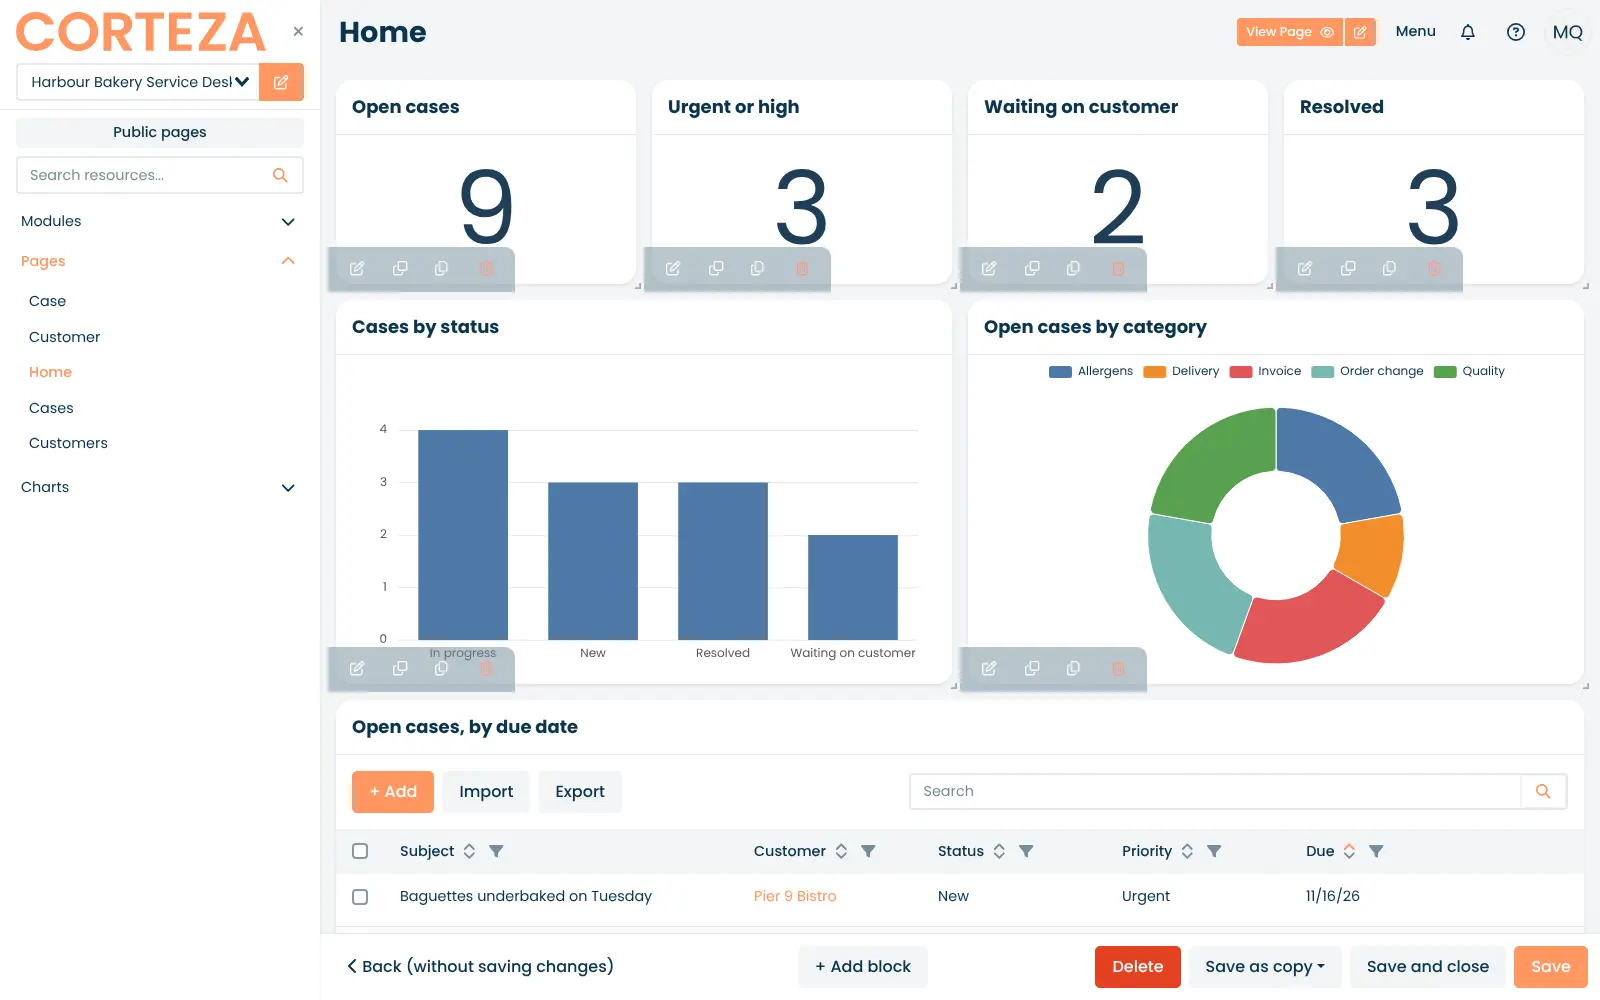 CORTEZA
×
Harbour Bakery Service Des
Public pages
Search resources...
Modules
Pages
Case
Customer
Home
Cases
Customers
Charts
Home
View Page
Menu
MQ
Open cases
9
Urgent or high
3
Waiting on customer
2
Resolved
3
Cases by status
4
3
2
1
0
In progress
New
Resolved
Waiting on customer
Open cases by category
Allergens
Delivery
Invoice
Order change
Quality
Open cases, by due date
+ Add
Import
Export
Search
Subject
Customer
Status
Priority
Due
Baguettes underbaked on Tuesday
Pier 9 Bistro
New
Urgent
11/16/26
Back (without saving changes)
+ Add block
Delete
Save as copy
Save and close
Save